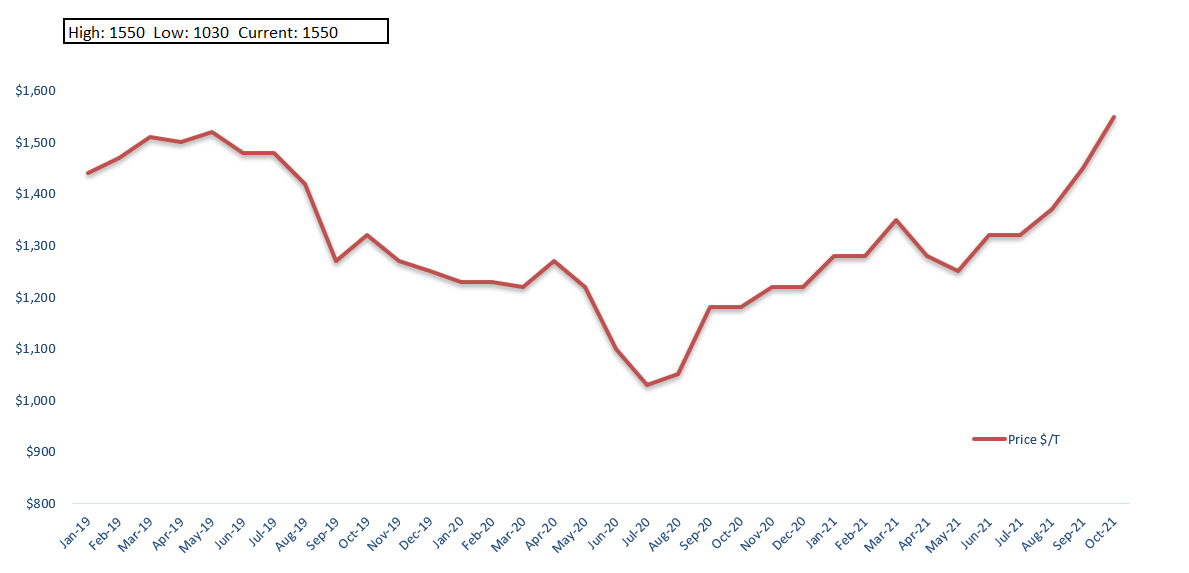 High: 1550  Low: 1030  Current: 1550
$1,600
$1,500
$1,400
$1,300
$1,200
$1,100
$1,000
$900
$800
Price $/T
Jan-19
Feb-19
Mar-19
Apr-19
May-19
Jun-19
Jul-19
Aug-19
Sep-19
Oct-19
Nov-19
Dec-19
Jan-20
Feb-20
Mar-20
Apr-20
May-20
Jun-20
Jul-20
Aug-20
Sep-20
Oct-20
Nov-20
Dec-20
Jan-21
Feb-21
Mar-21
Apr-21
May-21
Jun-21
Jul-21
Aug-21
Sep-21
Oct-21